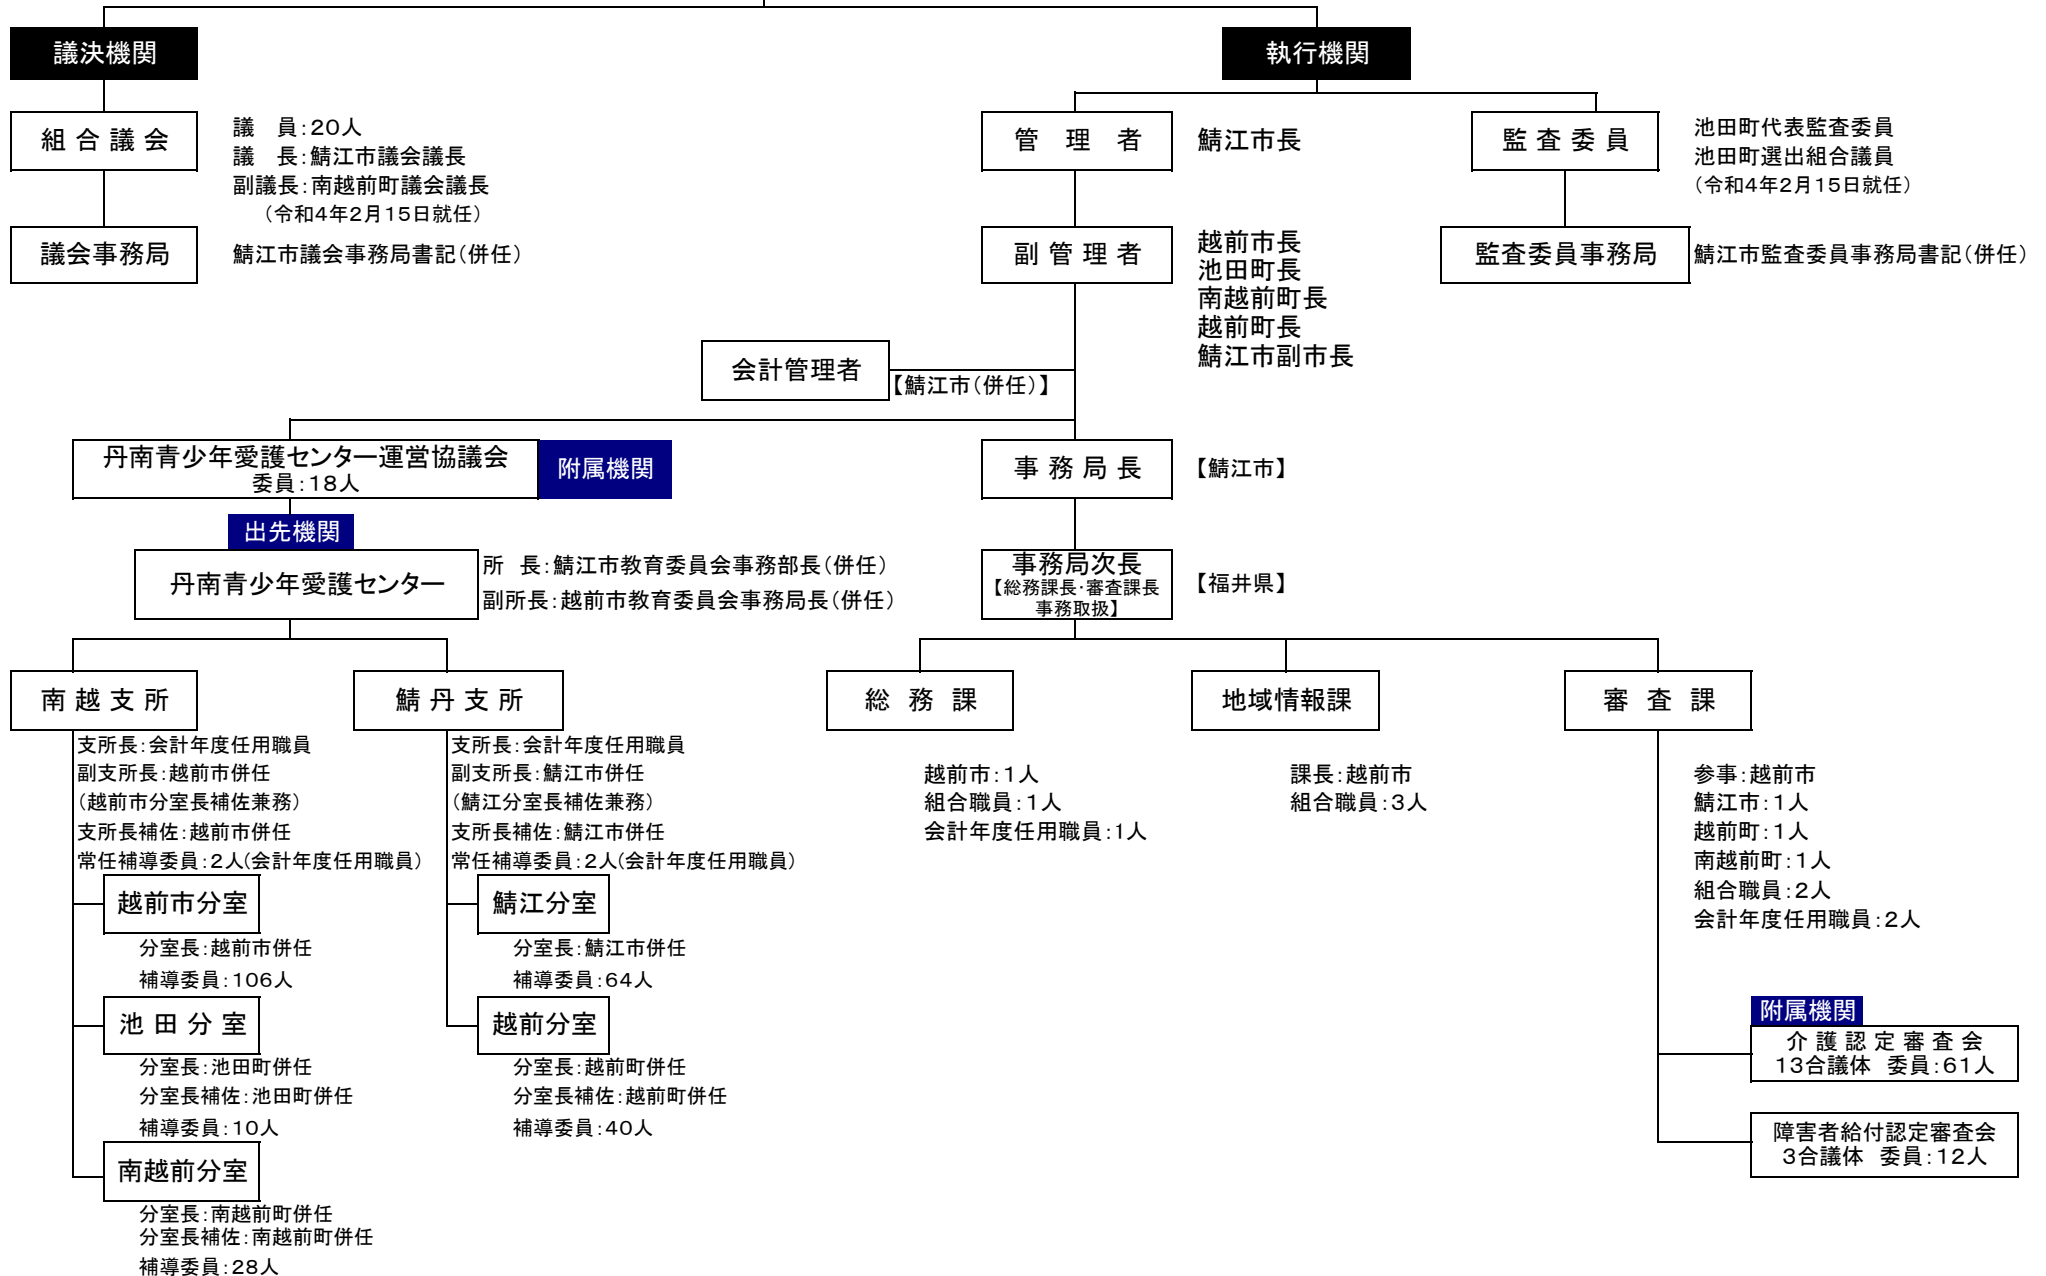 議決機関
執行機関
組合議会
議　員：20人
議　長：鯖江市議会議長
副議長：南越前町議会議長
（令和4年2月15日就任）
管理者
鯖江市長
監査委員
池田町代表監査委員
池田町選出組合議員
（令和4年2月15日就任）
議会事務局
鯖江市議会事務局書記（併任）
副管理者
越前市長
池田町長
南越前町長
越前町長
鯖江市副市長
監査委員事務局
鯖江市監査委員事務局書記（併任）
会計管理者
【鯖江市（併任）】
丹南青少年愛護センター運営協議会
委員：18人
附属機関
事務局長
【鯖江市】
出先機関
丹南青少年愛護センター
所　長：鯖江市教育委員会事務部長（併任）
副所長：越前市教育委員会事務局長（併任）
事務局次長
【総務課長・審査課長
事務取扱】
【福井県】
南越支所
支所長：会計年度任用職員
副支所長：越前市併任
（越前市分室長補佐兼務）
支所長補佐：越前市併任
常任補導委員：2人（会計年度任用職員）
越前市分室
分室長：越前市併任
補導委員：106人
池田分室
分室長：池田町併任
分室長補佐：池田町併任
補導委員：10人
南越前分室
分室長：南越前町併任
分室長補佐：南越前町併任
補導委員：28人
鯖丹支所
支所長：会計年度任用職員
副支所長：鯖江市併任
（鯖江分室長補佐兼務）
支所長補佐：鯖江市併任
常任補導委員：2人（会計年度任用職員）
鯖江分室
分室長：鯖江市併任
補導委員：64人
越前分室
分室長：越前町併任
分室長補佐：越前町併任
補導委員：40人
総務課
越前市：1人
組合職員：1人
会計年度任用職員：1人
地域情報課
課長：越前市
組合職員：3人
審査課
参事：越前市
鯖江市：1人
越前町：1人
南越前町：1人
組合職員：2人
会計年度任用職員：2人
附属機関
介護認定審査会
13合議体　委員：61人
障害者給付認定審査会
3合議体　委員：12人